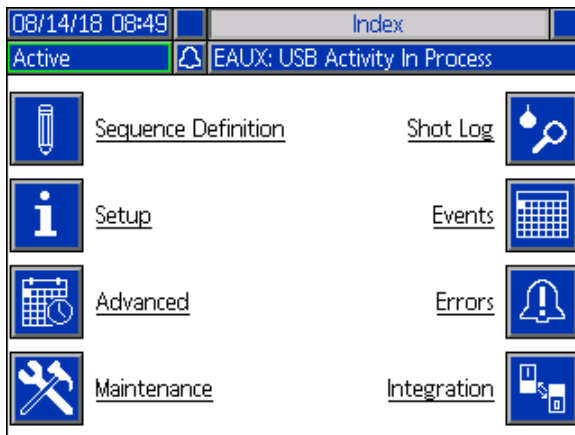 08/14/18 08:49 Index
Active EAUX: USB Activity In Process
Sequence Definition Shot Log
Setup Events
Advanced Errors
Maintenance Integration